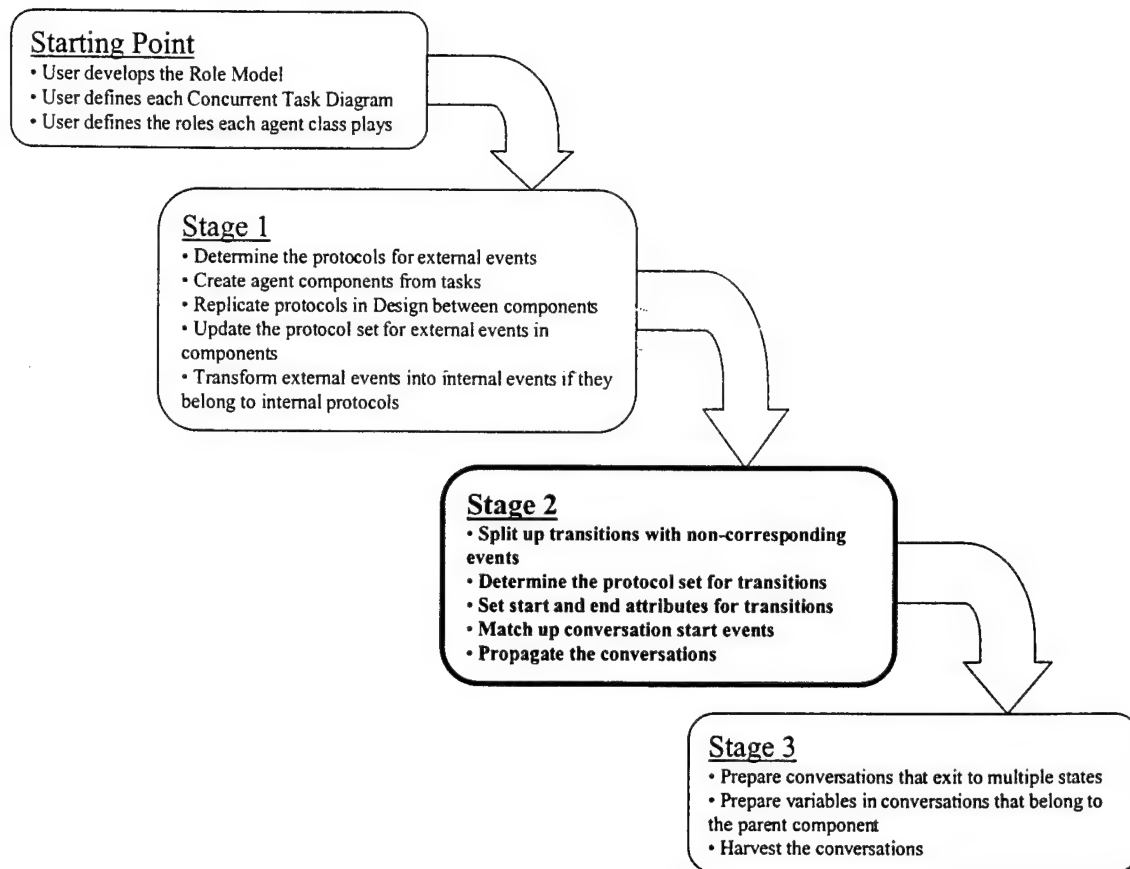 Starting Point
• User develops the Role Model
• User defines each Concurrent Task Diagram
• User defines the roles each agent class plays
Stage 1
• Determine the protocols for external events
• Create agent components from tasks
• Replicate protocols in Design between components
• Update the protocol set for external events in
components
• Transform external events into internal events if they
belong to internal protocols
Stage 2
• Split up transitions with non-corresponding
events
• Determine the protocol set for transitions
• Set start and end attributes for transitions
• Match up conversation start events
• Propagate the conversations
Stage 3
• Prepare conversations that exit to multiple states
• Prepare variables in conversations that belong to
the parent component
• Harvest the conversations